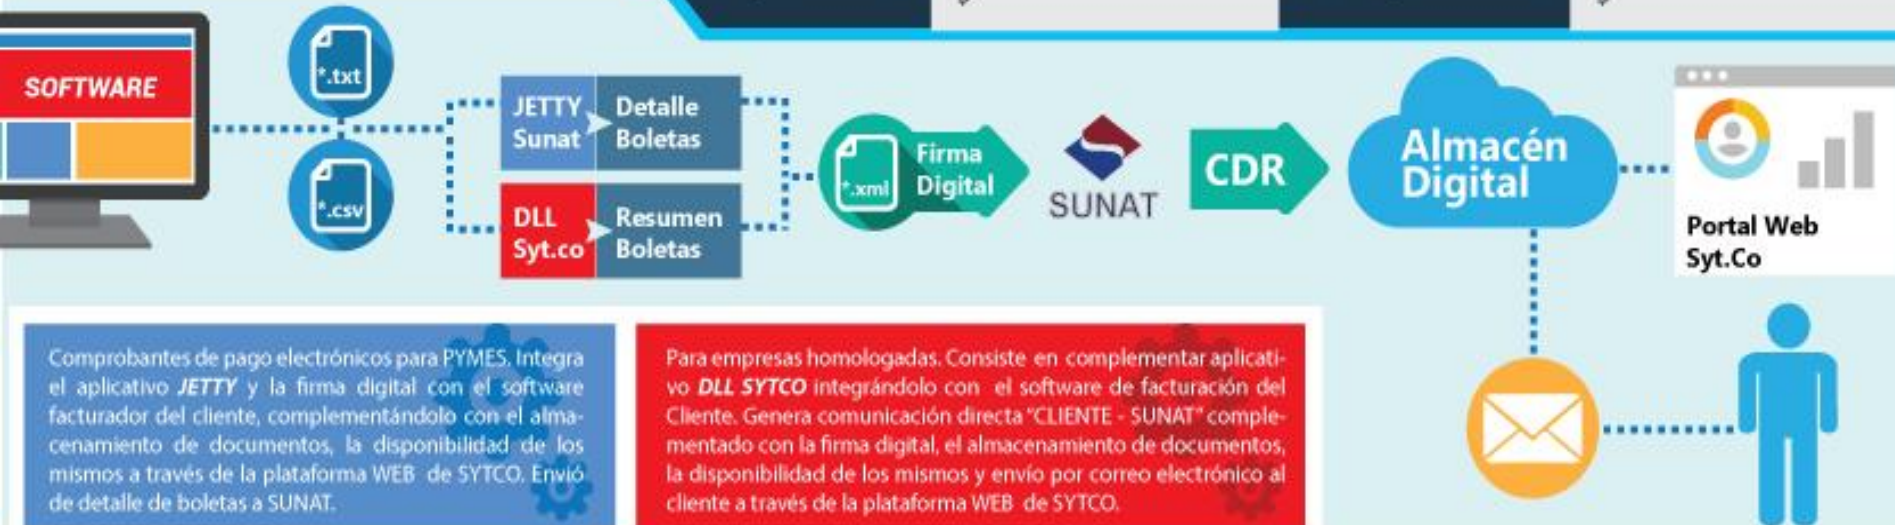 SOFTWARE
*.txt
*.csv
JETTY
Sunat
Detalle
Boletas
DLL
Syt.co
Resumen
Boletas
*.xml
Firma
Digital
SUNAT
CDR
Almacén
Digital
Portal Web
Syt.Co
Comprobantes de pago electrónicos para PYMES. Integra
el aplicativo JETTY y la firma digital con el software
facturador del cliente, complementándolo con el alma-
cenamiento de documentos, la disponibilidad de los
mismos a través de la plataforma WEB de SYTCO. Envió
de detalle de boletas a SUNAT.
Para empresas homologadas. Consiste en complementar aplicati-
vo DLL SYTCO integrándolo con el software de facturación del
Cliente. Genera comunicación directa "CLIENTE - SUNAT" comple-
mentado con la firma digital, el almacenamiento de documentos,
la disponibilidad de los mismos y envío por correo electrónico al
cliente a través de la plataforma WEB de SYTCO.